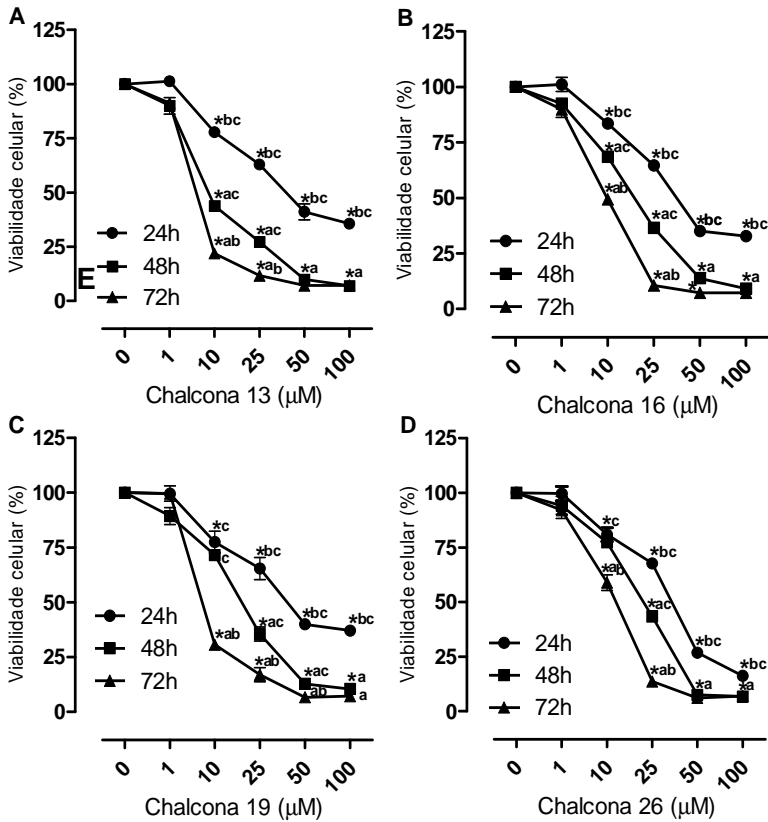 A
Viabilidade celular (%)
125
100
75
50
25
0
*bc
*bc
*bc
*bc
*ac
*ac
*a
*a
*ab
*ab
24h
48h
72h
E
0 1 10 25 50 100
Chalcona 13 (μM)
B
Viabilidade celular (%)
125
100
75
50
25
0
*bc
*bc
*bc
*bc
*ac
*ac
*a
*a
*ab
*ab
*
24h
48h
72h
0 1 10 25 50 100
Chalcona 16 (μM)
C
Viabilidade celular (%)
125
100
75
50
25
0
*c
*bc
*bc
*bc
*c
*ac
*ac
*a
*ab
*ab
ab
a
24h
48h
72h
0 1 10 25 50 100
Chalcona 19 (μM)
D
Viabilidade celular (%)
125
100
75
50
25
0
*c
*bc
*bc
*bc
*ab
*ac
*a
*a
*ab
24h
48h
72h
0 1 10 25 50 100
Chalcona 26 (μM)